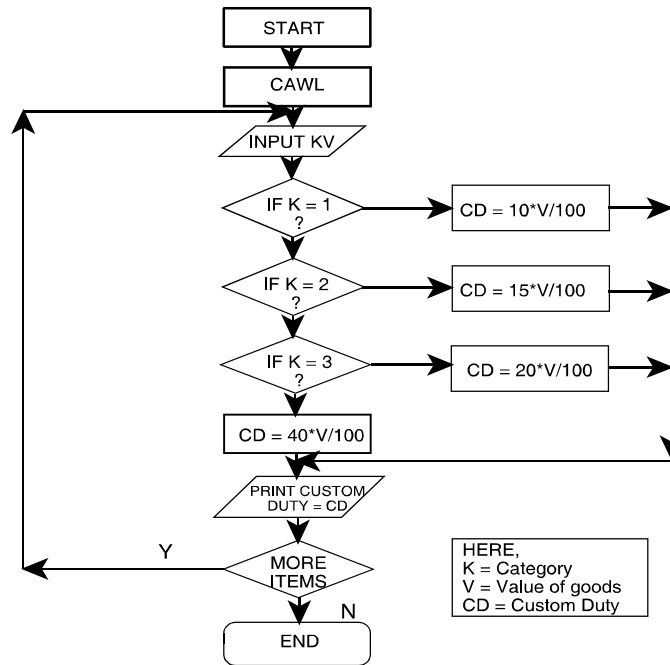 START
CAWL
INPUT KV
IF K = 1
?
CD = 10*V/100
IF K = 2
?
CD = 15*V/100
IF K = 3
?
CD = 20*V/100
CD = 40*V/100
PRINT CUSTOM
DUTY = CD
Y
MORE
ITEMS
N
END
HERE,
K = Category
V = Value of goods
CD = Custom Duty